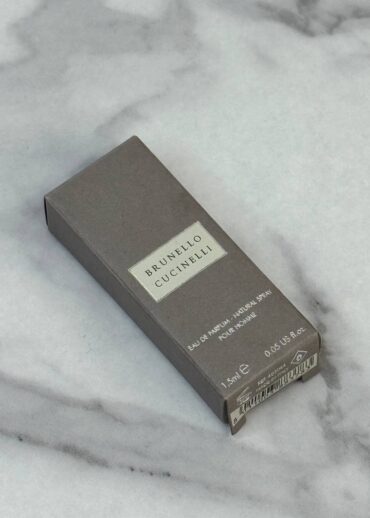 BRUNELLO
CUCINELLI
EAU DE PARFUM / NATURAL SPRAY
POUR HOMME
1,5ml e 0.05 US fl.oz.